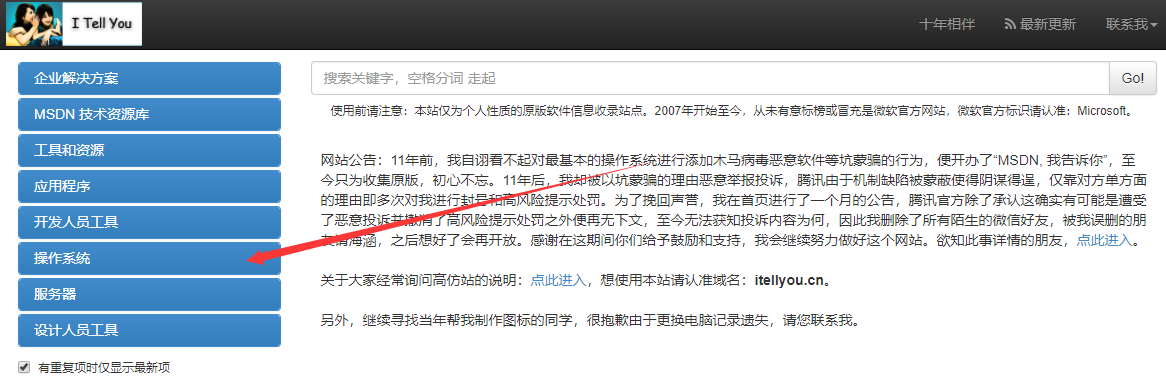 I Tell You
十年相伴
最新更新
联系我
企业解决方案
MSDN 技术资源库
工具和资源
应用程序
开发人员工具
操作系统
服务器
设计人员工具
有重复项时仅显示最新项
搜索关键字，空格分词 走起
Go!
使用前请注意：本站仅为个人性质的原版软件信息收录站点。2007年开始至今，从未有意标榜或冒充是微软官方网站，微软官方标识请认准：Microsoft。
网站公告：11年前，我自诩看不起对最基本的操作系统进行添加木马病毒恶意软件等坑蒙骗的行为，便开办了“MSDN, 我告诉你”，至
今只为收集原版，初心不忘。11年后，我却被以坑蒙骗的理由恶意举报投诉，腾讯由于机制缺陷被蒙蔽使得阴谋得逞，仅靠对方单方面
的理由即多次对我进行封号和高风险提示处罚。为了挽回声誉，我在首页进行了一个月的公告，腾讯官方除了承认这确实有可能是遭受
了恶意投诉并撤消了高风险提示处罚之外便再无下文，至今无法获知投诉内容为何，因此我删除了所有陌生的微信好友，被我误删的朋
友请海涵，之后想好了会再开放。感谢在这期间你们给予鼓励和支持，我会继续努力做好这个网站。欲知此事详情的朋友，点此进入。
关于大家经常询问高仿站的说明：点此进入，想使用本站请认准域名：itellyou.cn。
另外，继续寻找当年帮我制作图标的同学，很抱歉由于更换电脑记录遗失，请您联系我。